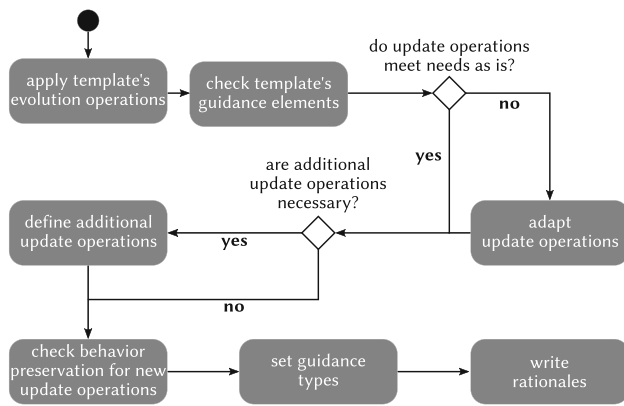 do update operations
meet needs as is?
apply template's
evolution operations
check template's
guidance elements
no
yes
are additional
update operations
necessary?
define additional
update operations
yes
adapt
update operations
no
check behavior
preservation for new
update operations
set guidance
types
write
rationales